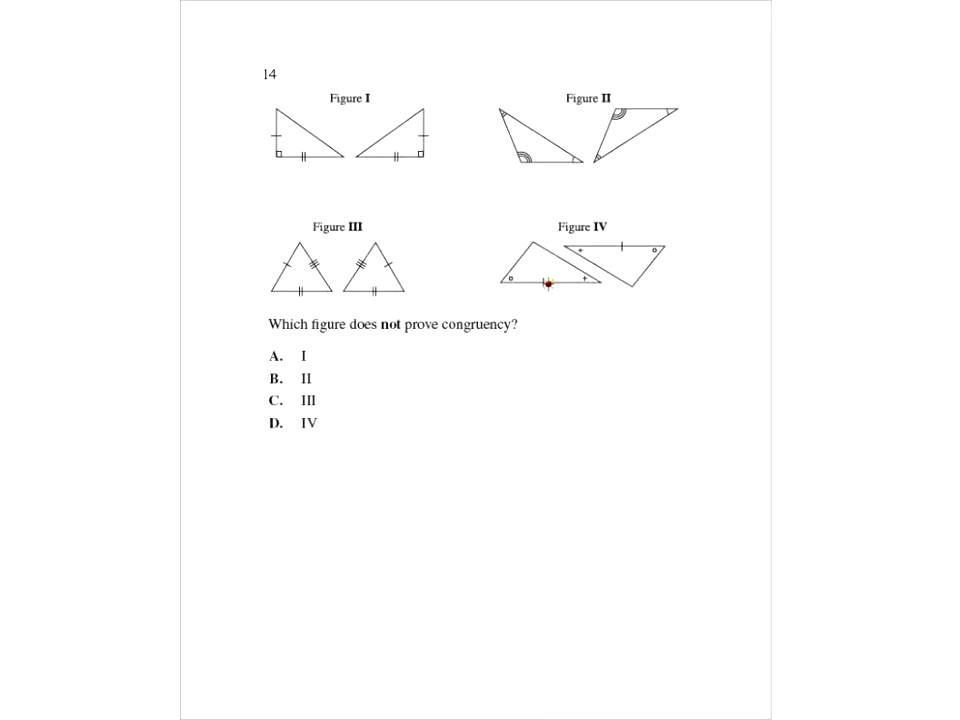 14
Figure I
Figure II
Figure III
Figure IV
Which figure does not prove congruency?
A. I
B. II
C. III
D. IV